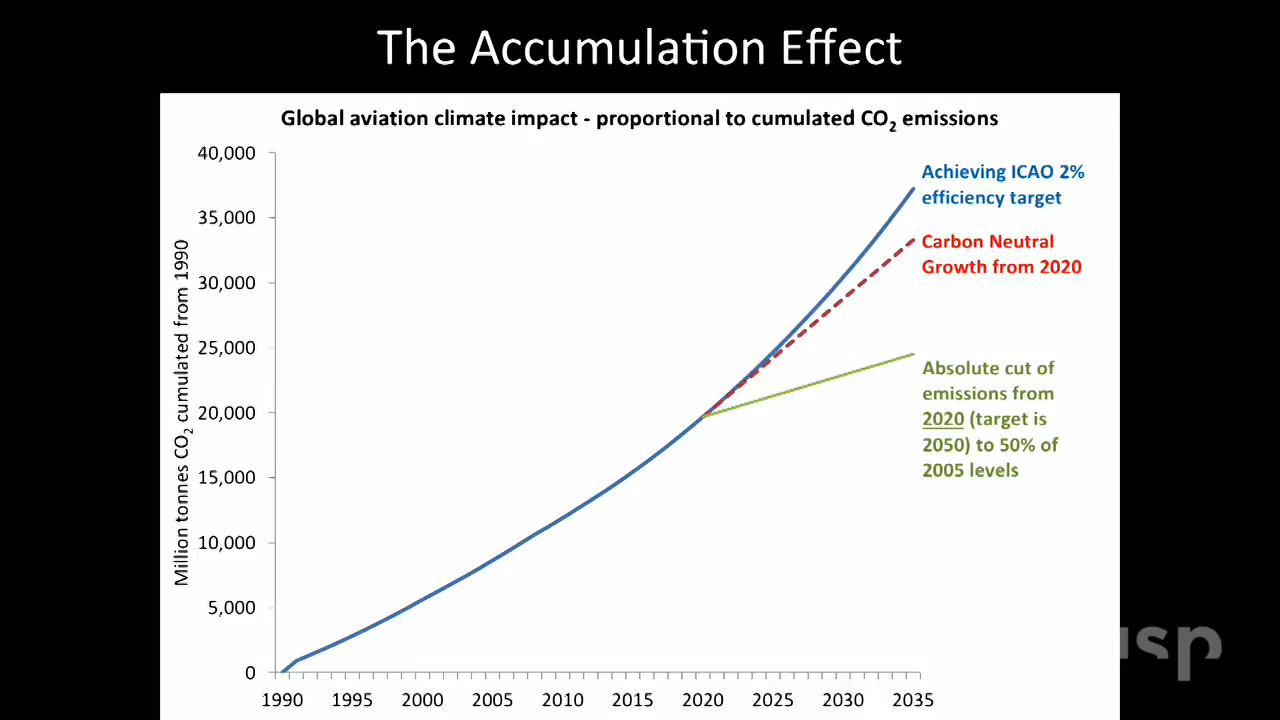 The Accumulation Effect
Global aviation climate impact - proportional to cumulated CO2 emissions
Million tonnes CO2 cumulated from 1990
40,000
35,000
30,000
25,000
20,000
15,000
10,000
5,000
0
1990 1995 2000 2005 2010 2015 2020 2025 2030 2035
Achieving ICAO 2%
efficiency target
Carbon Neutral
Growth from 2020
Absolute cut of
emissions from
2020 (target is
2050) to 50% of
2005 levels